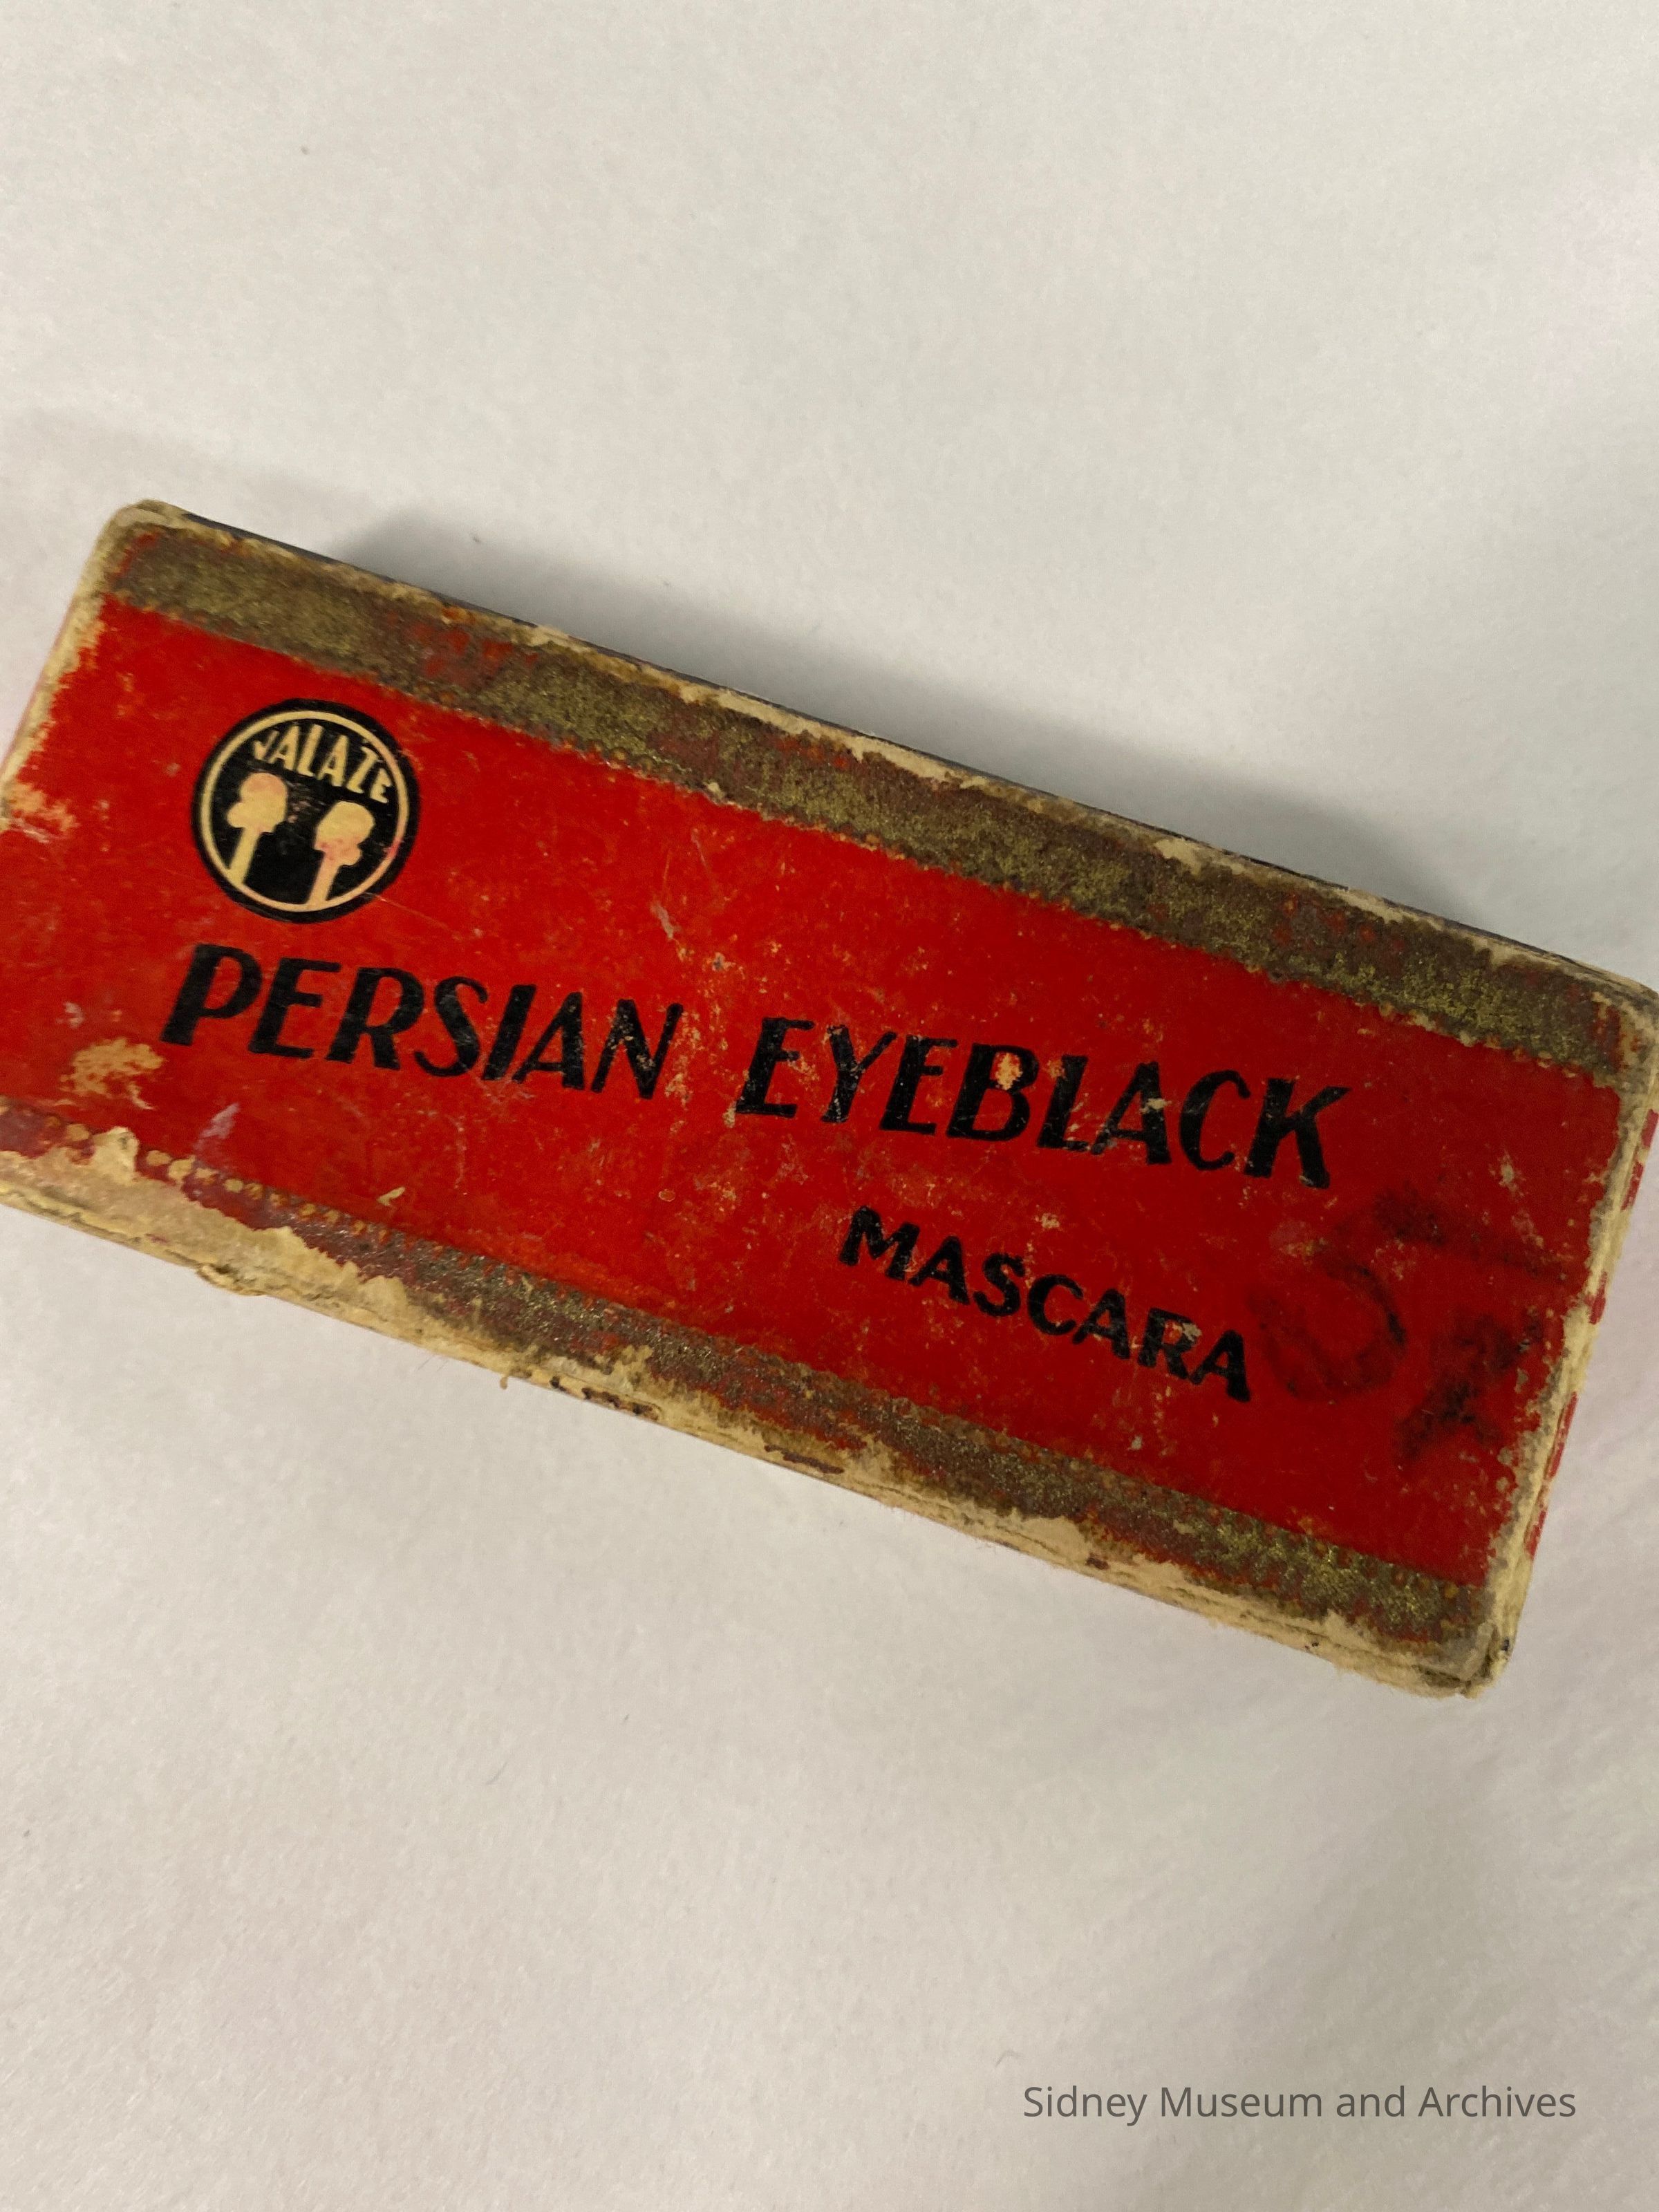 VALAZE
PERSIAN EYEBLACK
MASCARA
Sidney Museum and Archives